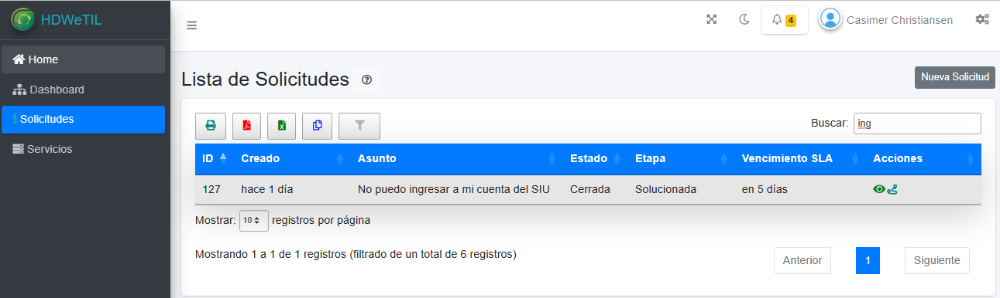 HDWeTIL
4
Casimer Christiansen
Home
Dashboard
Solicitudes
Servicios
Lista de Solicitudes
Nueva Solicitud
Buscar: ing
ID Creado Asunto Estado Etapa Vencimiento SLA Acciones
127 hace 1 día No puedo ingresar a mi cuenta del SIU Cerrada Solucionada en 5 días
Mostrar: 10 registros por página
Mostrando 1 a 1 de 1 registros (filtrado de un total de 6 registros)
Anterior 1 Siguiente